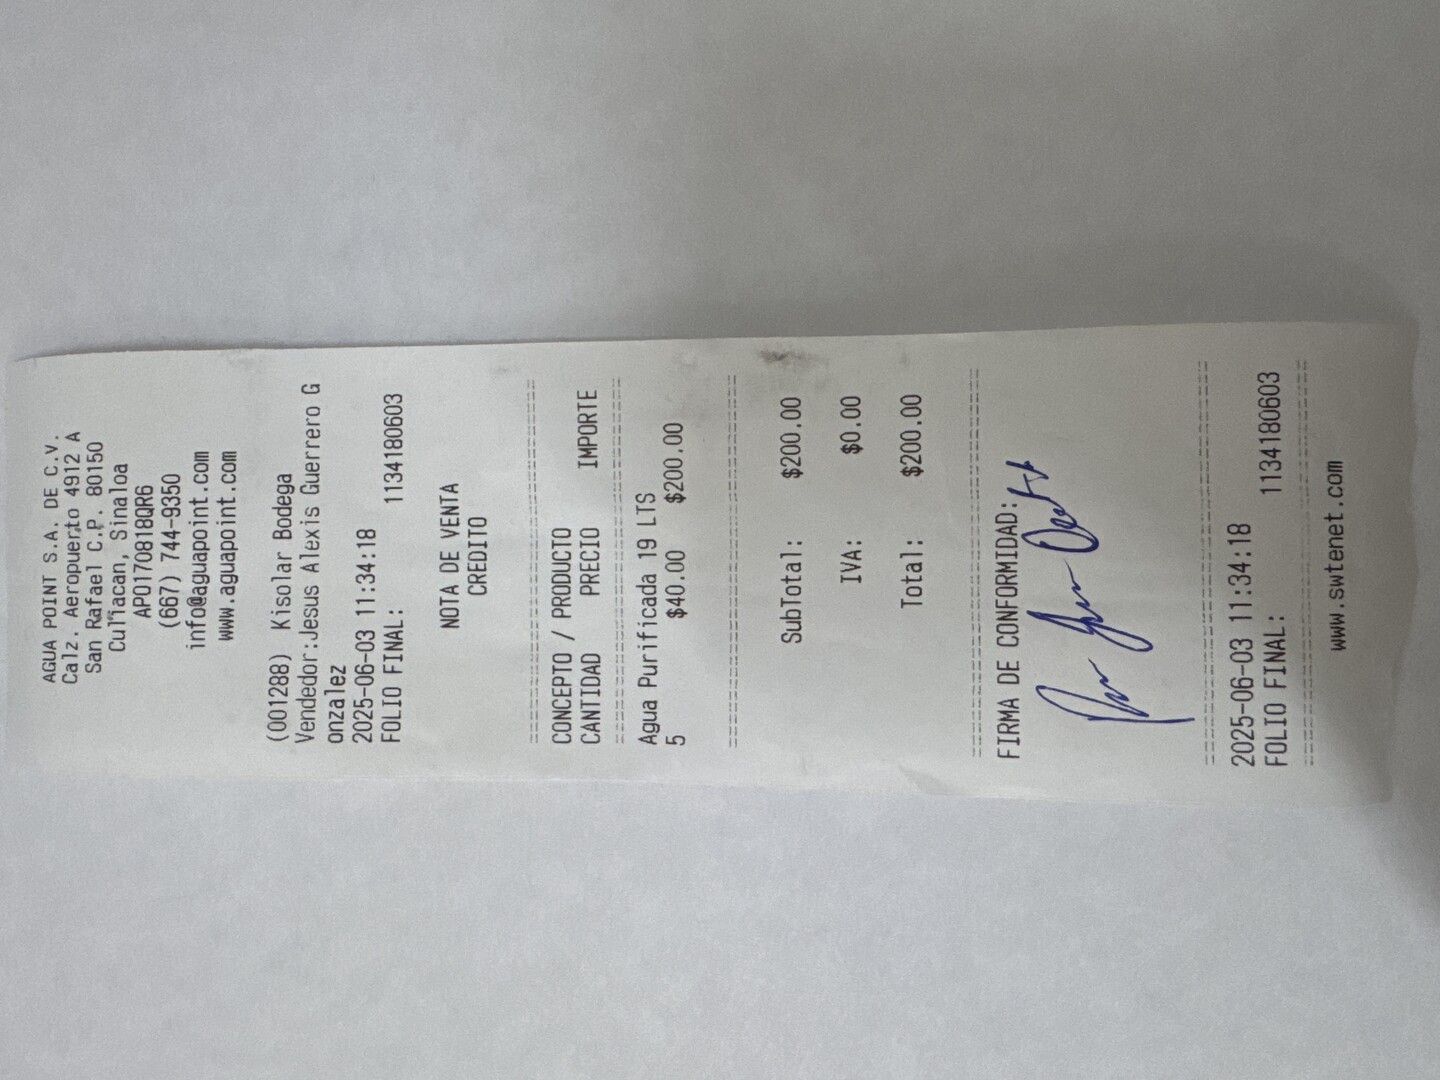 AGUA POINT S.A. DE C.V.
Calz. Aeropuerto 4912 A
San Rafael C.P. 80150
Culiacan, Sinaloa
APO170818QR6
(667) 744-9350
info@aguapoint.com
www.aguapoint.com
(001288) Kisolar Bodega
Vendedor:Jesus Alexis Guerrero G
onzalez
2025-06-03 11:34:18
FOLIO FINAL: 1134180603
NOTA DE VENTA
CREDITO
================================
CONCEPTO / PRODUCTO
CANTIDAD PRECIO IMPORTE
================================
Agua Purificada 19 LTS
5 $40.00 $200.00
================================
SubTotal: $200.00
IVA: $0.00
Total: $200.00
================================
FIRMA DE CONFORMIDAD:
================================
2025-06-03 11:34:18
FOLIO FINAL: 1134180603
================================
www.swtenet.com